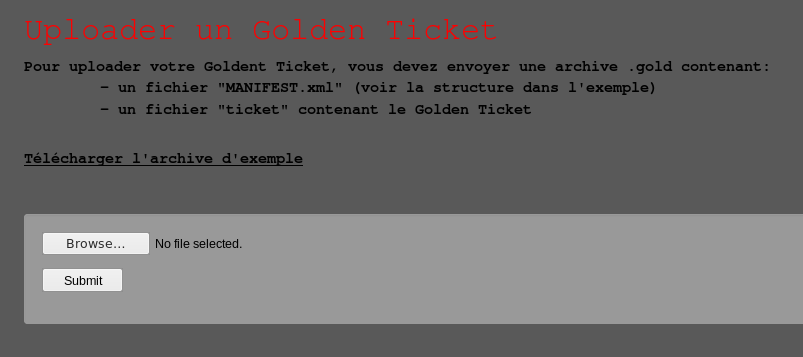 Uploader un Golden Ticket
Pour uploader votre Goldent Ticket, vous devez envoyer une archive .gold contenant:
- un fichier "MANIFEST.xml" (voir la structure dans l'exemple)
- un fichier "ticket" contenant le Golden Ticket
Télécharger l'archive d'exemple
Browse... No file selected.
Submit